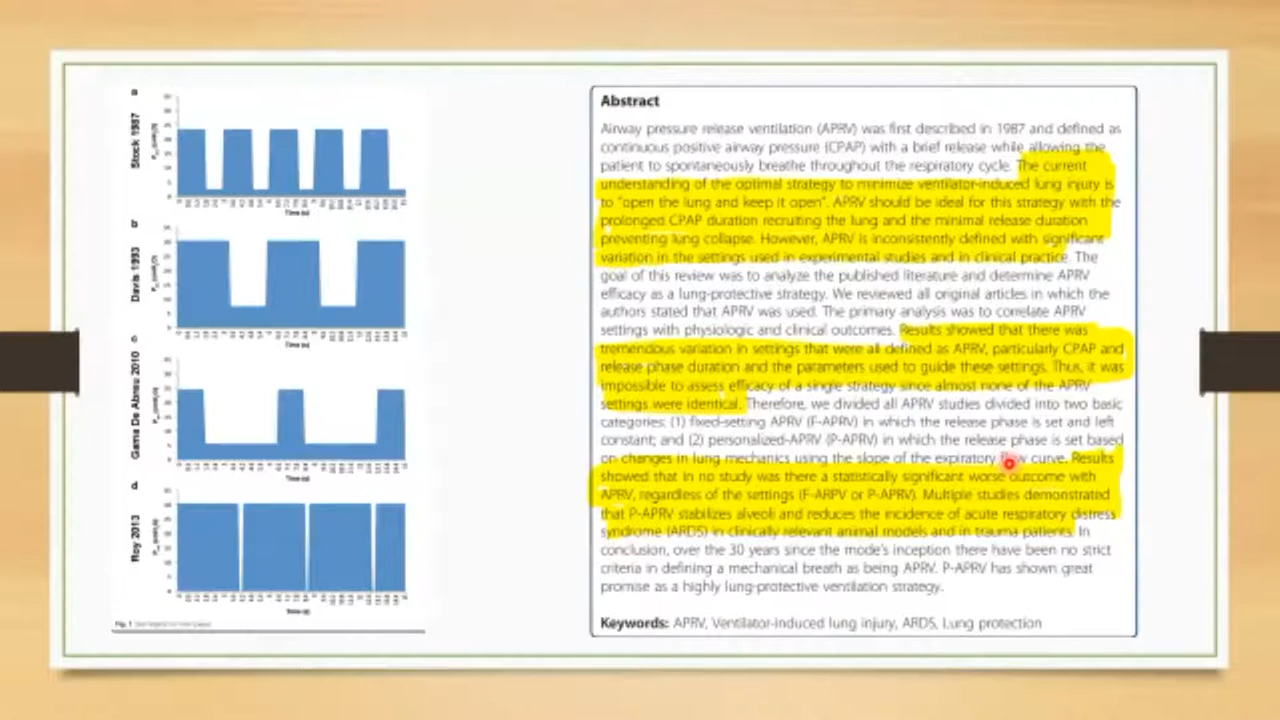 a
Stock 1987
Time (s)
b
Davis 1993
Time (s)
c
Gama De Abreu 2010
Time (s)
d
Roy 2013
Time (s)
Fig. 1
Abstract
Airway pressure release ventilation (APRV) was first described in 1987 and defined as
continuous positive airway pressure (CPAP) with a brief release while allowing the
patient to spontaneously breathe throughout the respiratory cycle. The current
understanding of the optimal strategy to minimize ventilator-induced lung injury is
to "open the lung and keep it open". APRV should be ideal for this strategy with the
prolonged CPAP duration recruiting the lung and the minimal release duration
preventing lung collapse. However, APRV is inconsistently defined with significant
variation in the settings used in experimental studies and in clinical practice. The
goal of this review was to analyze the published literature and determine APRV
efficacy as a lung-protective strategy. We reviewed all original articles in which the
authors stated that APRV was used. The primary analysis was to correlate APRV
settings with physiologic and clinical outcomes. Results showed that there was
tremendous variation in settings that were all defined as APRV, particularly CPAP and
release phase duration and the parameters used to guide these settings. Thus, it was
impossible to assess efficacy of a single strategy since almost none of the APRV
settings were identical. Therefore, we divided all APRV studies divided into two basic
categories: (1) fixed-setting APRV (F-APRV) in which the release phase is set and left
constant; and (2) personalized-APRV (P-APRV) in which the release phase is set based
on changes in lung mechanics using the slope of the expiratory flow curve. Results
showed that in no study was there a statistically significant worse outcome with
APRV, regardless of the settings (F-ARPV or P-APRV). Multiple studies demonstrated
that P-APRV stabilizes alveoli and reduces the incidence of acute respiratory distress
syndrome (ARDS) in clinically relevant animal models and in trauma patients. In
conclusion, over the 30 years since the mode's inception there have been no strict
criteria in defining a mechanical breath as being APRV. P-APRV has shown great
promise as a highly lung-protective ventilation strategy.
Keywords: APRV, Ventilator-induced lung injury, ARDS, Lung protection